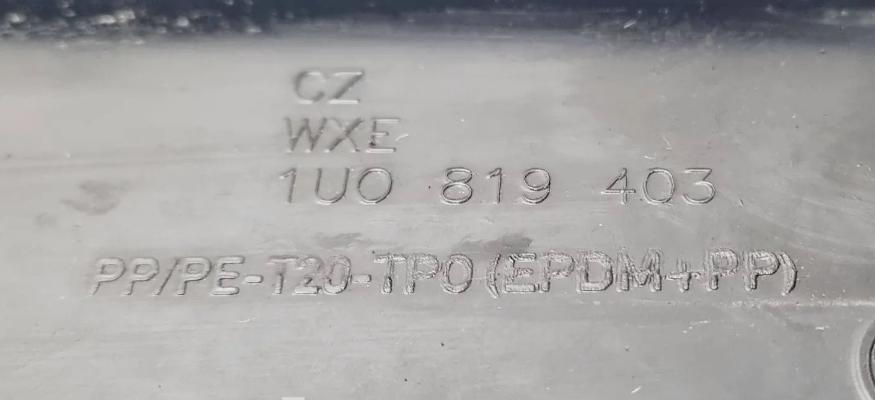 CZ
WXE
1U0 819 403
PP/PE-T20-TPO(EPDM+PP)